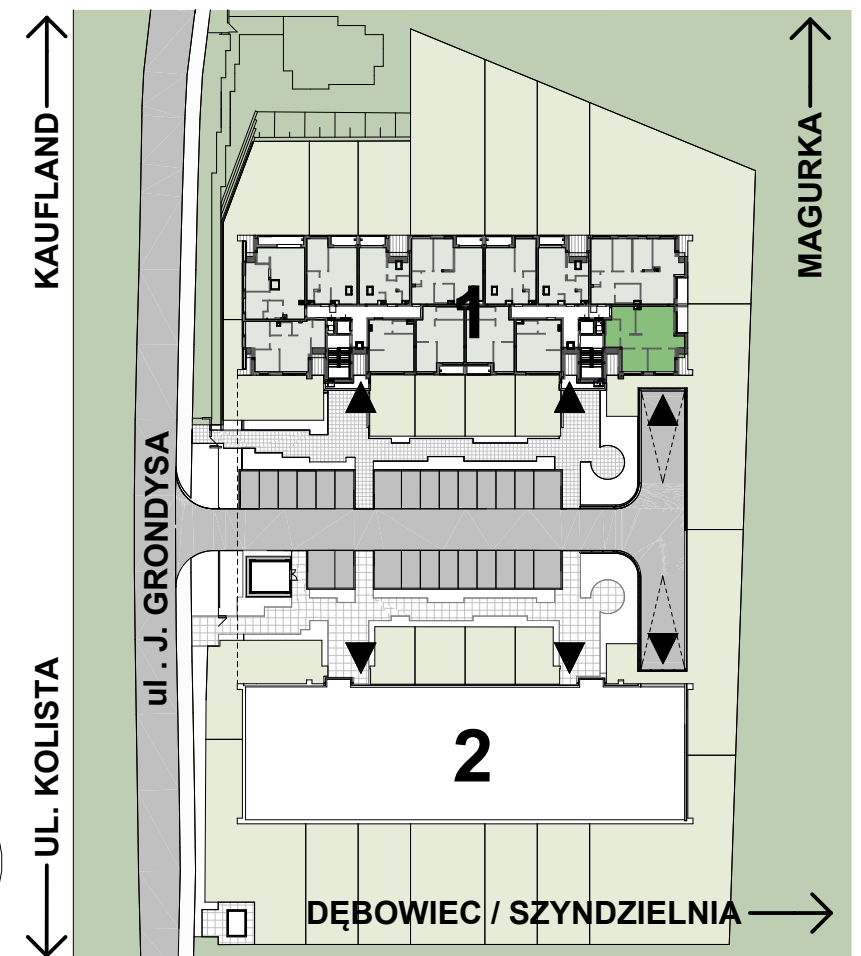 KAUFLAND
MAGURKA
1
ul . J. GRONDYSA
UL. KOLISTA
2
DĘBOWIEC / SZYNDZIELNIA